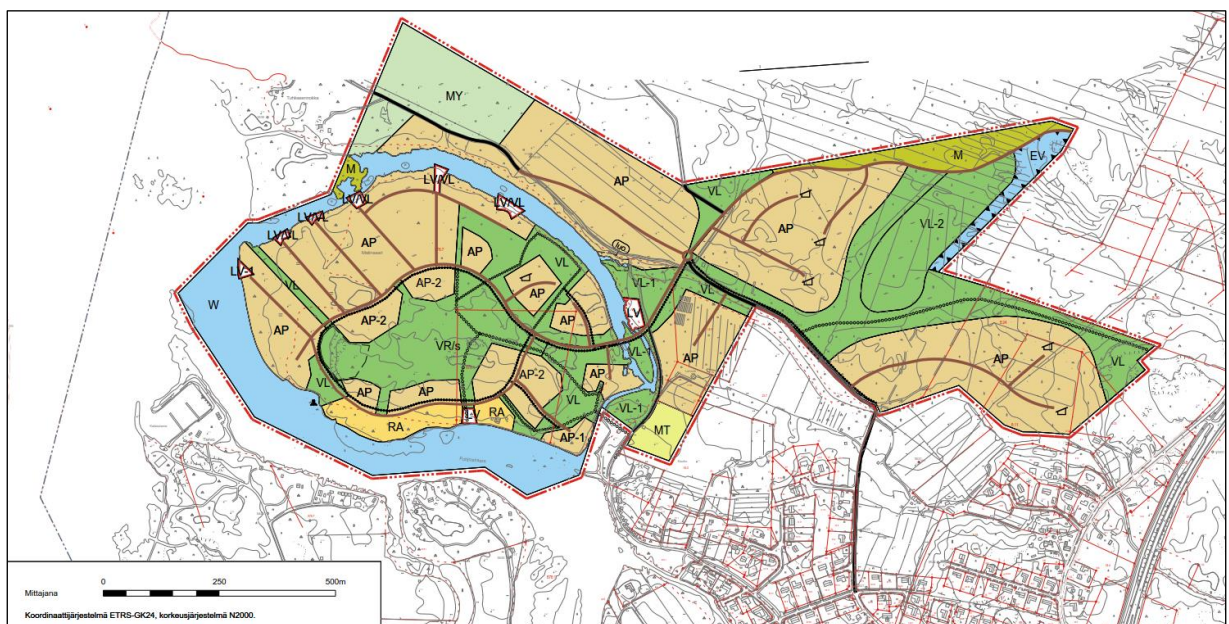 MY
M
AP
VL
M
EV
LV/VL
LV/VL
LV/VL
LV/VL
LV/VL
LV-1
AP
AP
VL-2
luo
W
VL
AP-2
AP
VL
AP
VL-1
VL
AP
AP-2
AP
LV
VR/s
VL-1
AP
AP
AP-2
AP
VL
VL
AP
AP
VL
VL-1
RA
LV
RA
AP-1
MT
0 250 500m
Mittajana
Koordinaattijärjestelmä ETRS-GK24, korkeusjärjestelmä N2000.